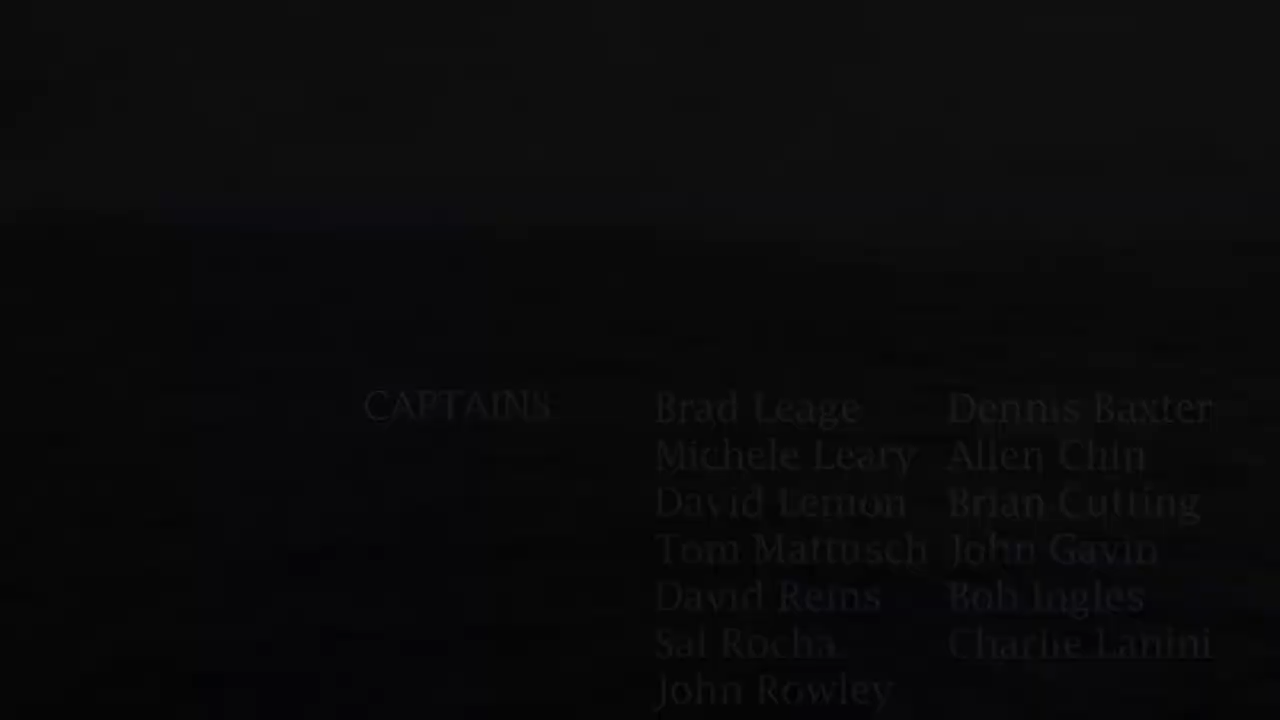 CAPTAINS Brad Leage Dennis Baxter
Michele Leary Allen Chin
David Lemon Brian Cutting
Tom Mattusch John Gavin
David Reins Bob Ingles
Sal Rocha Charlie Lanini
John Rowley